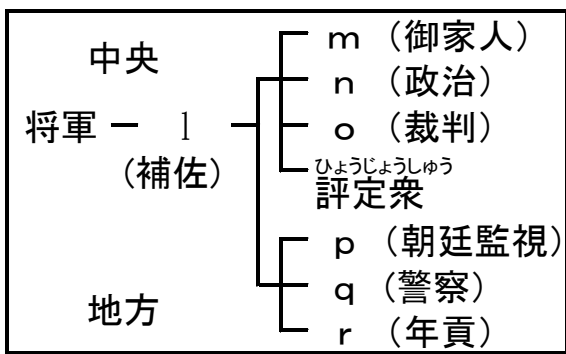 中央
ｍ（御家人）
ｎ（政治）
将軍 ー ｌ
ｏ（裁判）
（補佐）
ひょうじょうしゅう
評定衆
ｐ（朝廷監視）
ｑ（警察）
地方
ｒ（年貢）